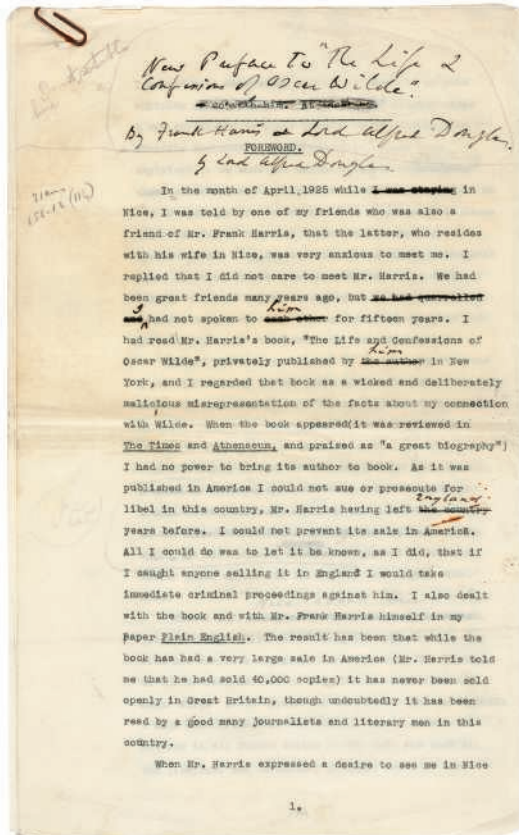 New Preface to "The Life &
Confessions of Oscar Wilde".
By Frank Harris & Lord Alfred Douglas.
FOREWORD.
by Lord Alfred Douglas
In the month of April, 1925 while I was staying in
Nice, I was told by one of my friends who was also a
friend of Mr. Frank Harris, that the latter, who resides
with his wife in Nice, was very anxious to meet me. I
replied that I did not care to meet Mr. Harris. We had
been great friends many years ago, but we had quarrelled
and I had not spoken to each other him for fifteen years. I
had read Mr. Harris's book, "The Life and Confessions of
Oscar Wilde", privately published by the author him in New
York, and I regarded that book as a wicked and deliberately
malicious misrepresentation of the facts about my connection
with Wilde. When the book appeared(it was reviewed in
The Times and Athenaeum, and praised as "a great biography")
I had no power to bring its author to book. As it was
published in America I could not sue or prosecute for
libel in this country, Mr. Harris having left the country England
years before. I could not prevent its sale in America.
All I could do was to let it be known, as I did, that if
I caught anyone selling it in England I would take
immediate criminal proceedings against him. I also dealt
with the book and with Mr. Frank Harris himself in my
paper Plain English. The result has been that while the
book has had a very large sale in America (Mr. Harris told
me that he had sold 40,000 copies) it has never been sold
openly in Great Britain, though undoubtedly it has been
read by a good many journalists and literary men in this
country.
When Mr. Harris expressed a desire to see me in Nice
1.